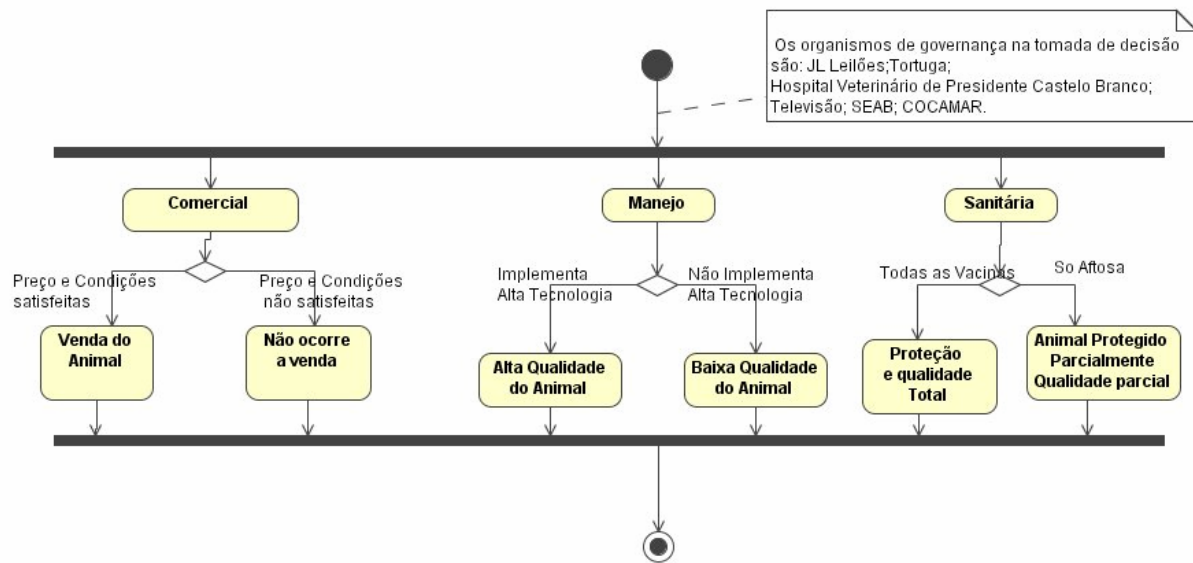 Os organismos de governança na tomada de decisão
são: JL Leilões;Tortuga;
Hospital Veterinário de Presidente Castelo Branco;
Televisão; SEAB; COCAMAR.
Comercial
Manejo
Sanitária
Preço e Condições
satisfeitas
Preço e Condições
não satisfeitas
Implementa
Alta Tecnologia
Não Implementa
Alta Tecnologia
Todas as Vacinas
So Aftosa
Venda do
Animal
Não ocorre
a venda
Alta Qualidade
do Animal
Baixa Qualidade
do Animal
Proteção
e qualidade
Total
Animal Protegido
Parcialmente
Qualidade parcial